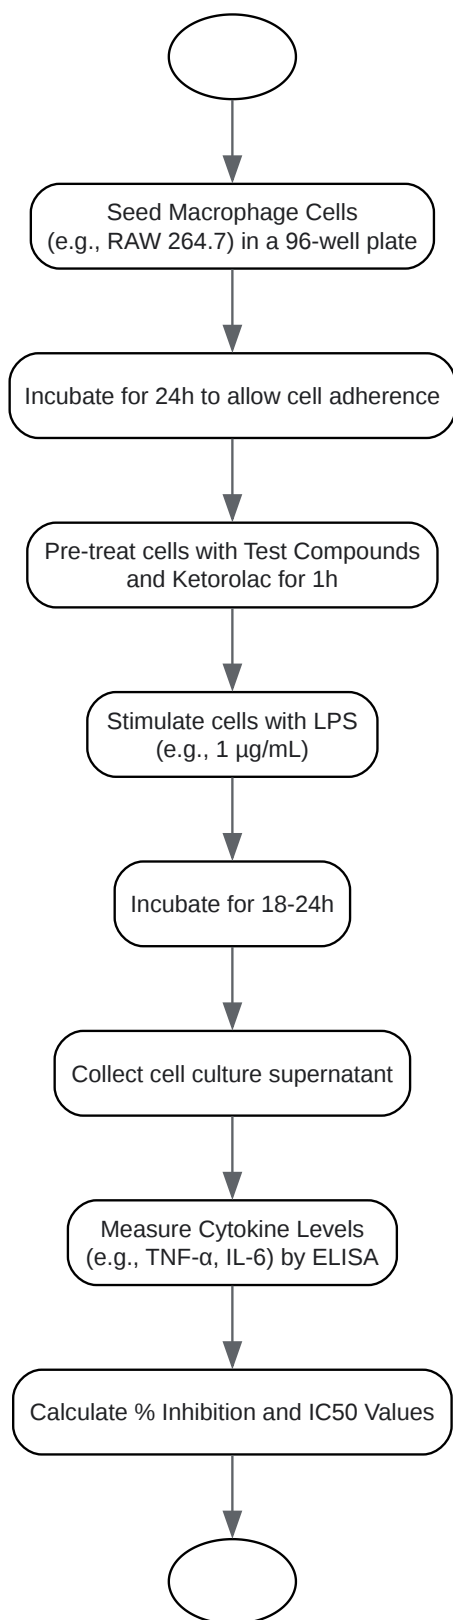 Seed Macrophage Cells
(e.g., RAW 264.7) in a 96-well plate
Incubate for 24h to allow cell adherence
Pre-treat cells with Test Compounds
and Ketorolac for 1h
Stimulate cells with LPS
(e.g., 1 µg/mL)
Incubate for 18-24h
Collect cell culture supernatant
Measure Cytokine Levels
(e.g., TNF-α, IL-6) by ELISA
Calculate % Inhibition and IC50 Values